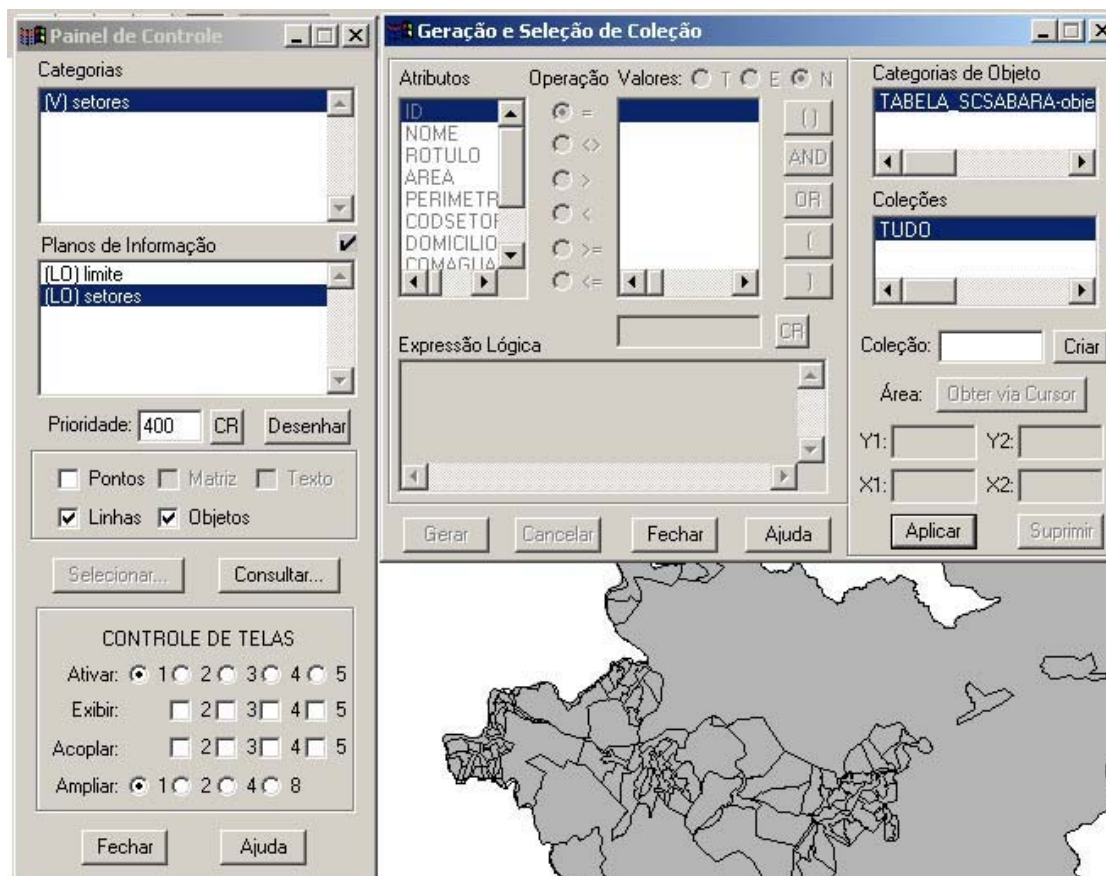 Painel de Controle
Categorias
(V) setores
Planos de Informação
(LO) limite
(LO) setores
Prioridade: 400 CR Desenhar
Pontos Matriz Texto
Linhas Objetos
Selecionar... Consultar...
CONTROLE DE TELAS
Ativar: 1 2 3 4 5
Exibir: 2 3 4 5
Acoplar: 2 3 4 5
Ampliar: 1 2 4 8
Fechar Ajuda
Geração e Seleção de Coleção
Atributos Operação Valores: T E N
ID
NOME
ROTULO
AREA
PERIMETR
CODSETOR
DOMICILIO
COMAGUA
=
<>
>
<
>=
<=
( )
AND
OR
(
)
CR
Expressão Lógica
Gerar Cancelar Fechar Ajuda
Categorias de Objeto
TABELA_SCSABARA-obje
Coleções
TUDO
Coleção: Criar
Área: Obter via Cursor
Y1: Y2:
X1: X2:
Aplicar Suprimir